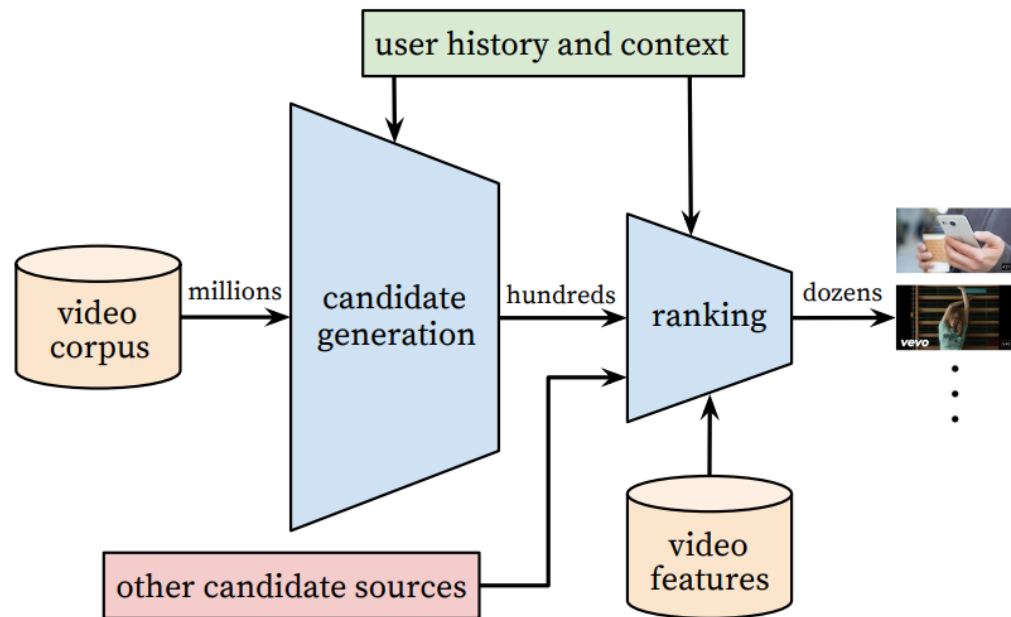 user history and context
video
corpus
millions
candidate
generation
hundreds
ranking
dozens
vevo
other candidate sources
video
features